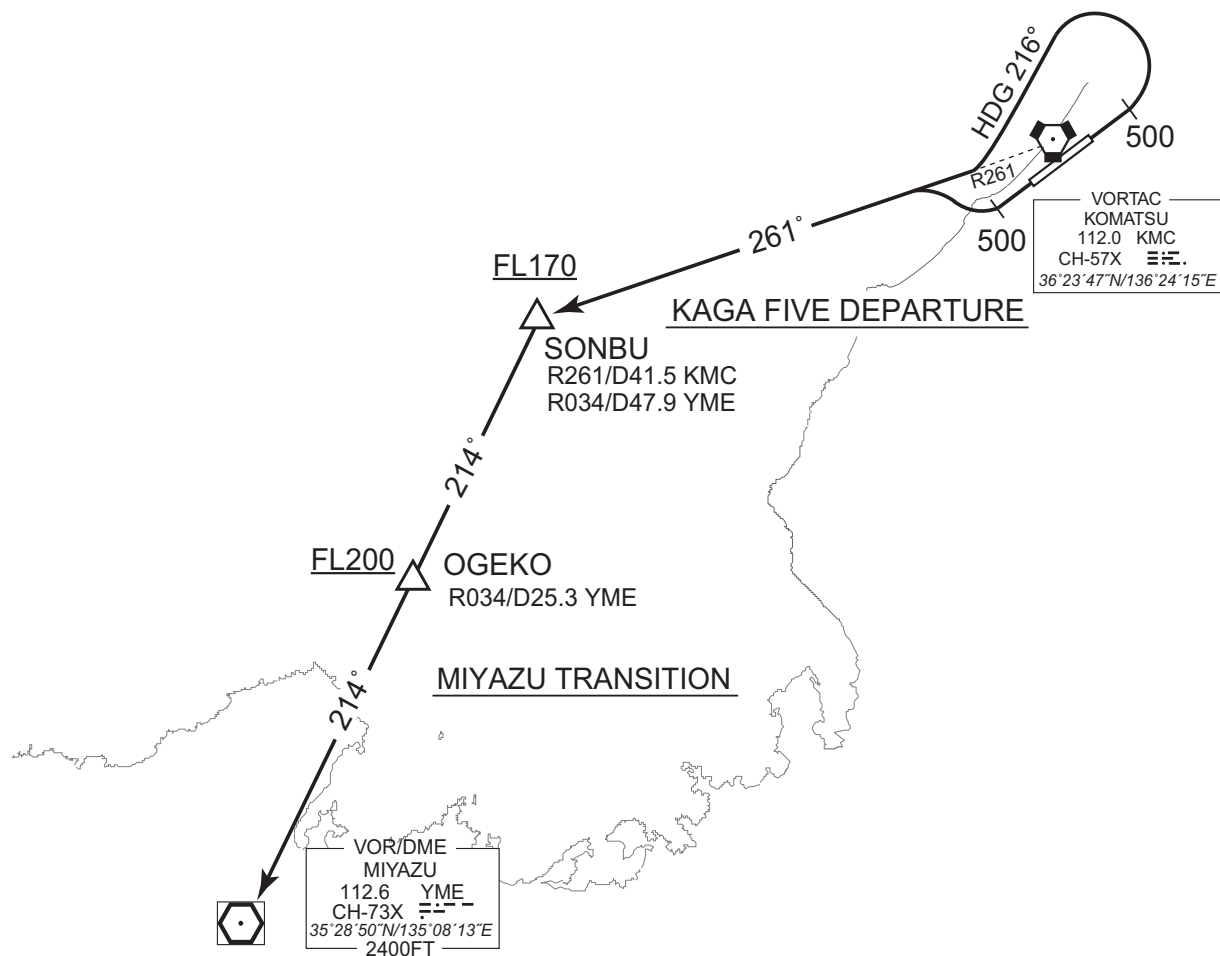 HDG 216°
500
R261
500
VORTAC
KOMATSU
112.0 KMC
CH-57X
36°23´47˝N/136°24´15˝E
261°
FL170
KAGA FIVE DEPARTURE
SONBU
R261/D41.5 KMC
R034/D47.9 YME
214°
FL200
OGEKO
R034/D25.3 YME
MIYAZU TRANSITION
214°
VOR/DME
MIYAZU
112.6 YME
CH-73X
35°28´50˝N/135°08´13˝E
2400FT